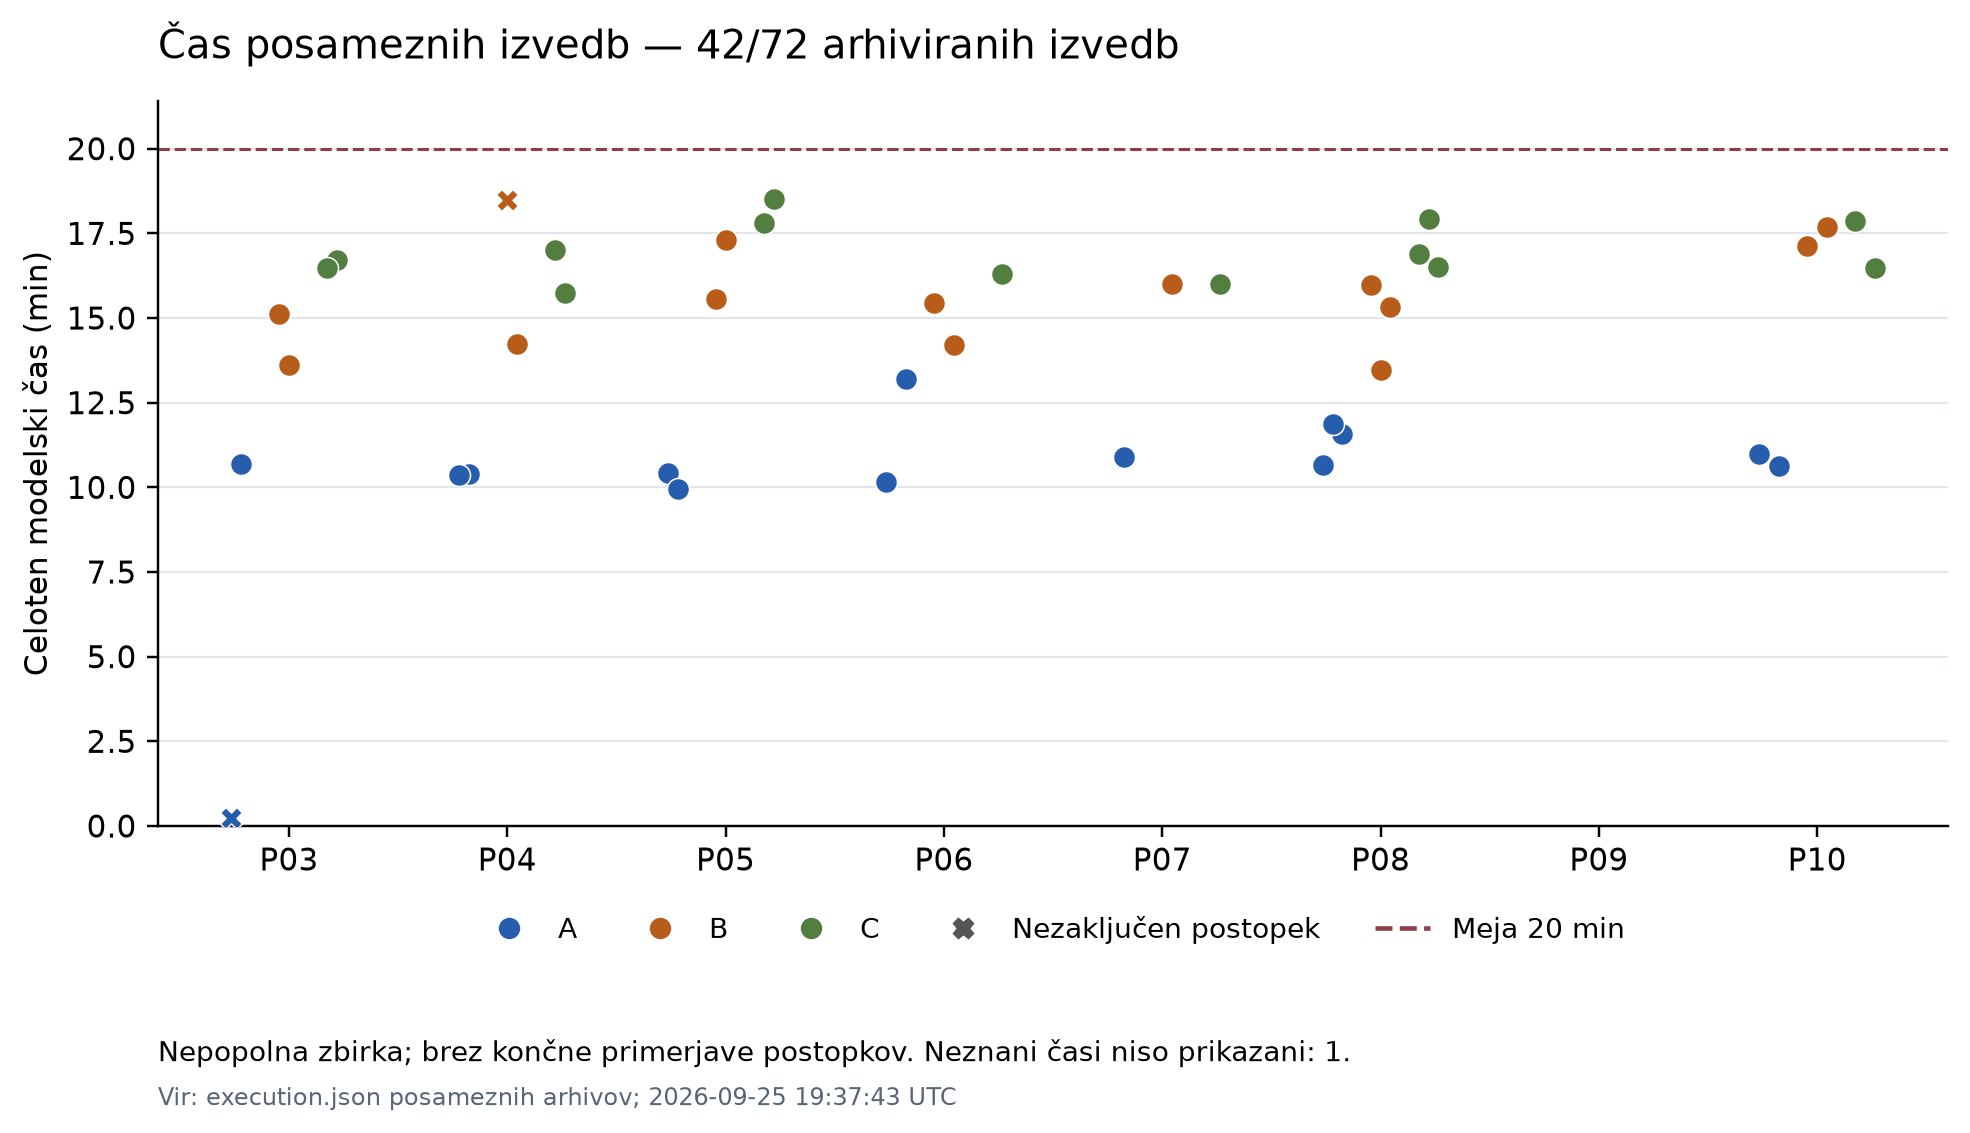 Čas posameznih izvedb — 42/72 arhiviranih izvedb
Celoten modelski čas (min)
20.0
17.5
15.0
12.5
10.0
7.5
5.0
2.5
0.0
P03 P04 P05 P06 P07 P08 P09 P10
A B C Nezaključen postopek Meja 20 min
Nepopolna zbirka; brez končne primerjave postopkov. Neznani časi niso prikazani: 1.
Vir: execution.json posameznih arhivov; 2026-09-25 19:37:43 UTC